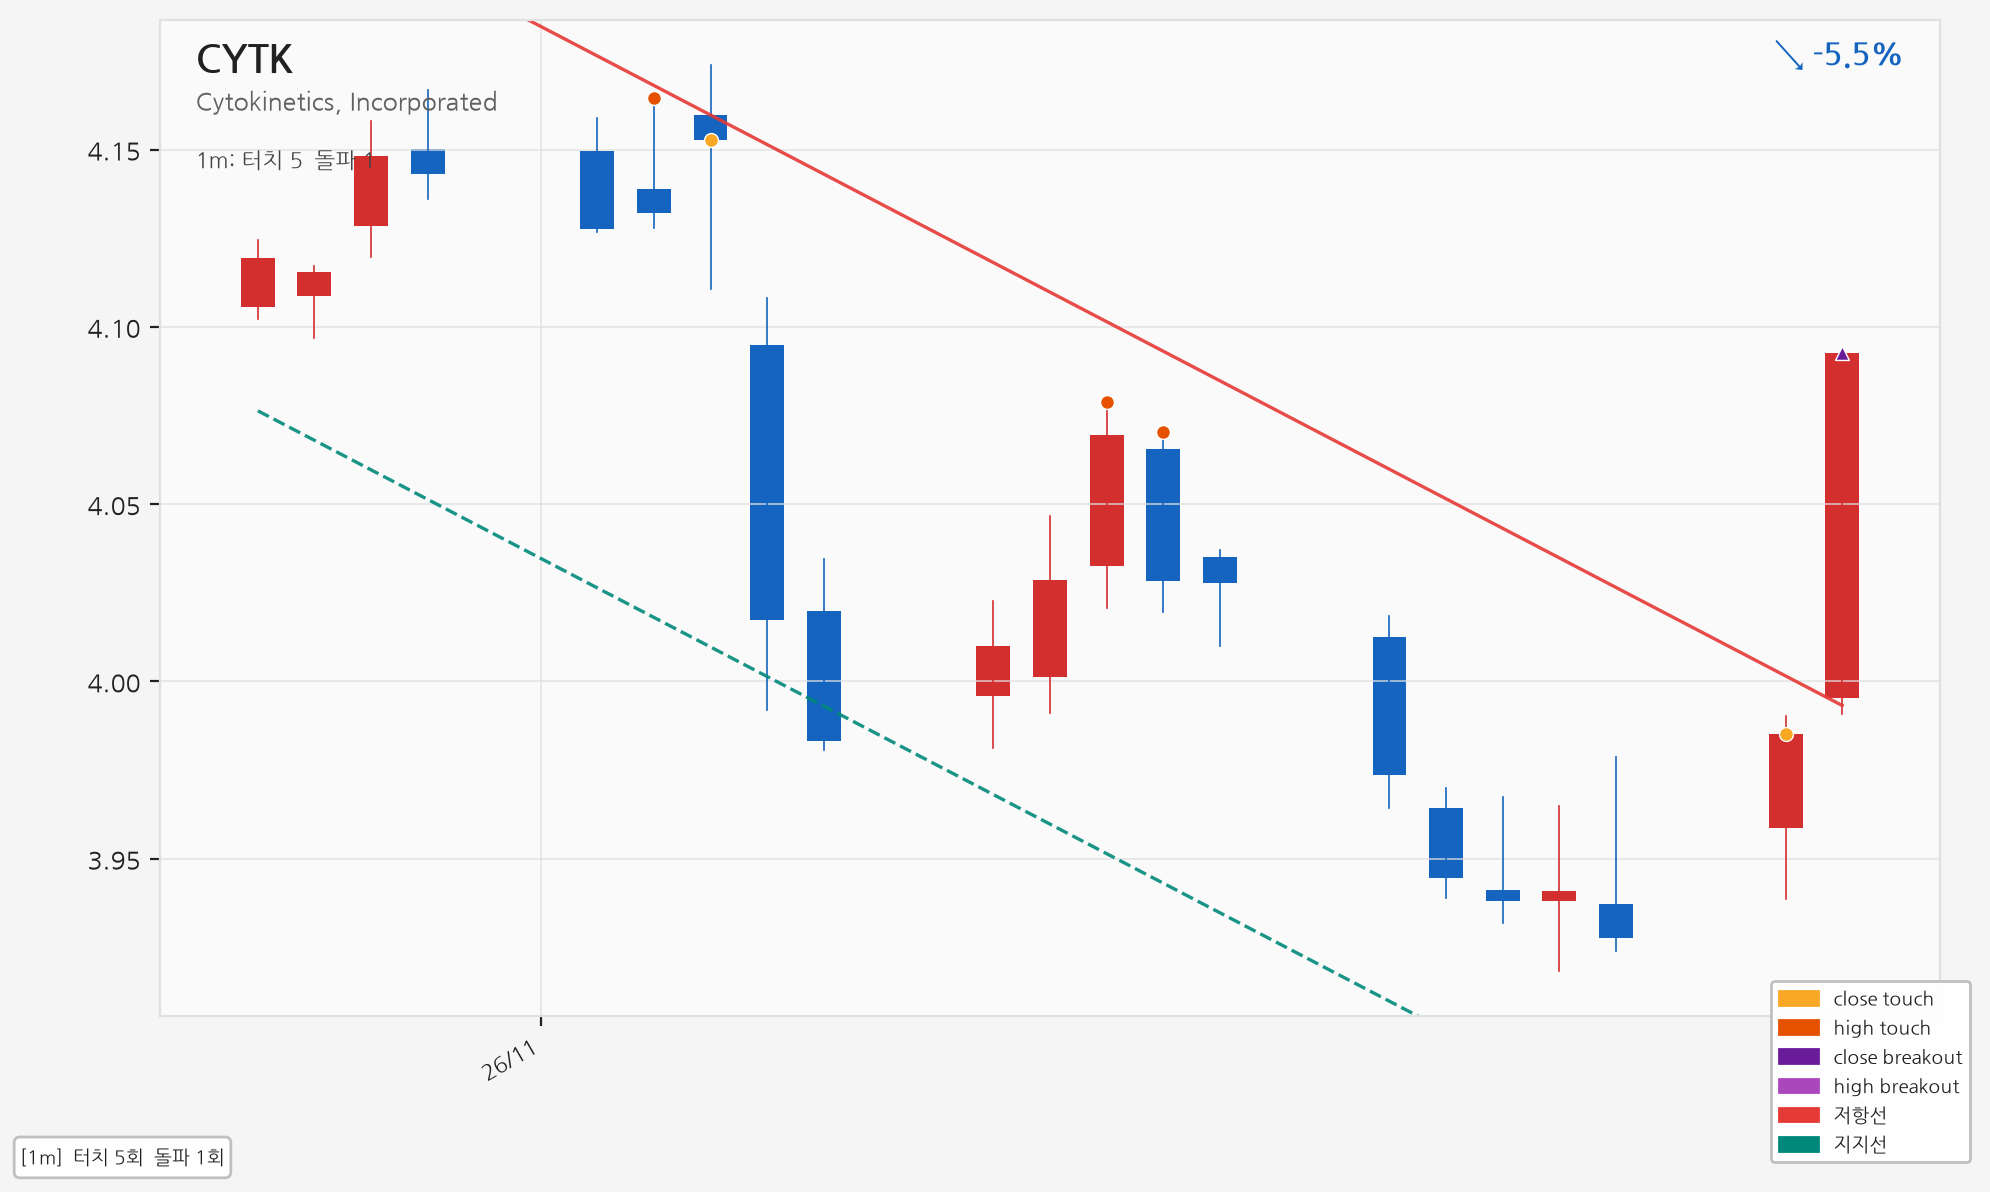 CYTK
Cytokinetics, Incorporated
1m: 터치 5 돌파 1
-5.5%
4.15
4.10
4.05
4.00
3.95
26/11
close touch
high touch
close breakout
high breakout
저항선
지지선
[1m] 터치 5회 돌파 1회